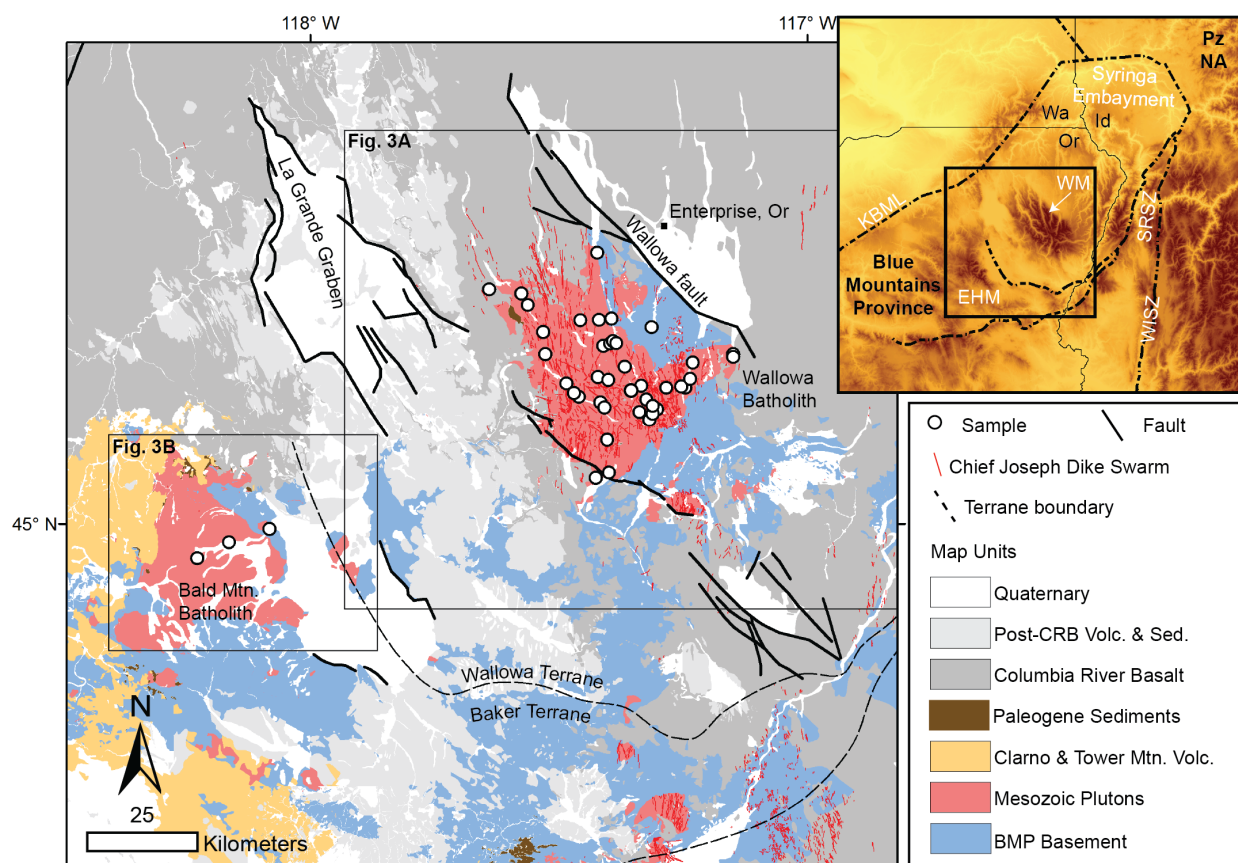 118° W
117° W
Fig. 3A
La Grande Graben
Enterprise, Or
Wallowa fault
Wallowa
Batholith
Fig. 3B
45° N
Bald Mtn.
Batholith
Wallowa Terrane
Baker Terrane
N
25
Kilometers
Pz
NA
Syringa
Embayment
Wa
Id
Or
WM
KBML
SRSZ
Blue
Mountains
Province
EHM
WISZ
Sample
Fault
Chief Joseph Dike Swarm
Terrane boundary
Map Units
Quaternary
Post-CRB Volc. & Sed.
Columbia River Basalt
Paleogene Sediments
Clarno & Tower Mtn. Volc.
Mesozoic Plutons
BMP Basement